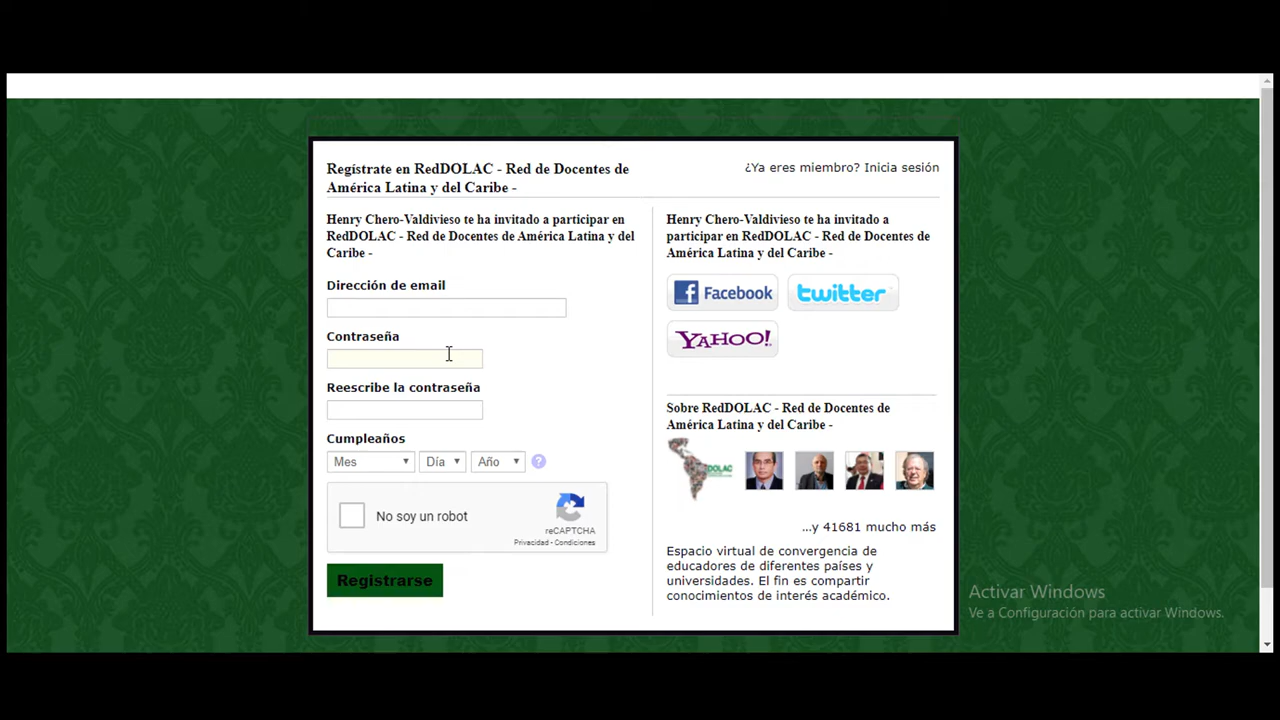 Regístrate en RedDOLAC - Red de Docentes de
América Latina y del Caribe -
¿Ya eres miembro? Inicia sesión
Henry Chero-Valdivieso te ha invitado a participar en
RedDOLAC - Red de Docentes de América Latina y del
Caribe -
Dirección de email
Contraseña
Reescribe la contraseña
Cumpleaños
Mes Día Año ?
No soy un robot
reCAPTCHA
Privacidad - Condiciones
Registrarse
Henry Chero-Valdivieso te ha invitado a
participar en RedDOLAC - Red de Docentes de
América Latina y del Caribe -
Facebook twitter
YAHOO!
Sobre RedDOLAC - Red de Docentes de
América Latina y del Caribe -
...y 41681 mucho más
Espacio virtual de convergencia de
educadores de diferentes países y
universidades. El fin es compartir
conocimientos de interés académico.
Activar Windows
Ve a Configuración para activar Windows.